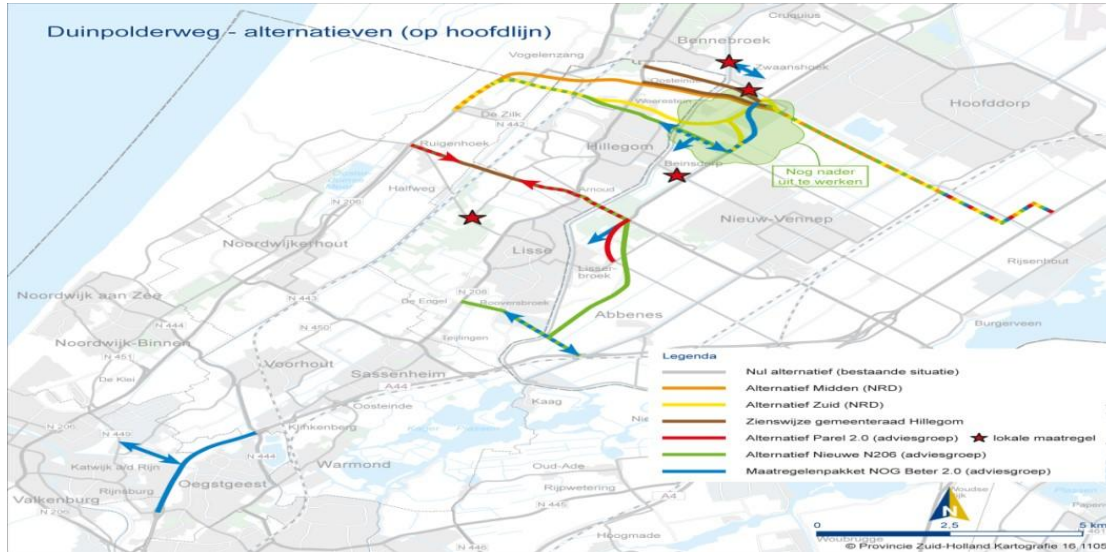 Duinpolderweg - alternatieven (op hoofdlijn)
Cruquius
Bennebroek
Vogelenzang
Zwaanshoek
Oosteinde
Hoofddorp
Weerestein
De Zilk
N 442
Ruigenhoek
Hillegom
Beinsdorp
Nog nader
uit te werken
Halfweg
Arnoud
Nieuw-Vennep
N 206
Noordwijkerhout
Lisse
Lisser-
broek
Rijsenhout
Noordwijk aan Zee
N 443
N 208
De Engel
Rooversbroek
Abbenes
N 444
N 450
Burgerveen
Noordwijk-Binnen
N 451
Voorhout
De Klei
Sassenheim
A44
Kaag
Oosteinde
Klinkenberg
N 449
Warmond
Katwijk a/d Rijn
Rijnsburg
Oegstgeest
Oud-Ade
Valkenburg
N 206
Rijpwetering
A4
N 444
N 445
Hoogmade
N 446
Legenda
Nul alternatief (bestaande situatie)
Alternatief Midden (NRD)
Alternatief Zuid (NRD)
Zienswijze gemeenteraad Hillegom
Alternatief Parel 2.0 (adviesgroep)
lokale maatregel
Alternatief Nieuwe N206 (adviesgroep)
Maatregelenpakket NOG Beter 2.0 (adviesgroep)
N
0
2,5
5 km
Woubrugge
© Provincie Zuid-Holland Kartografie 16 1105